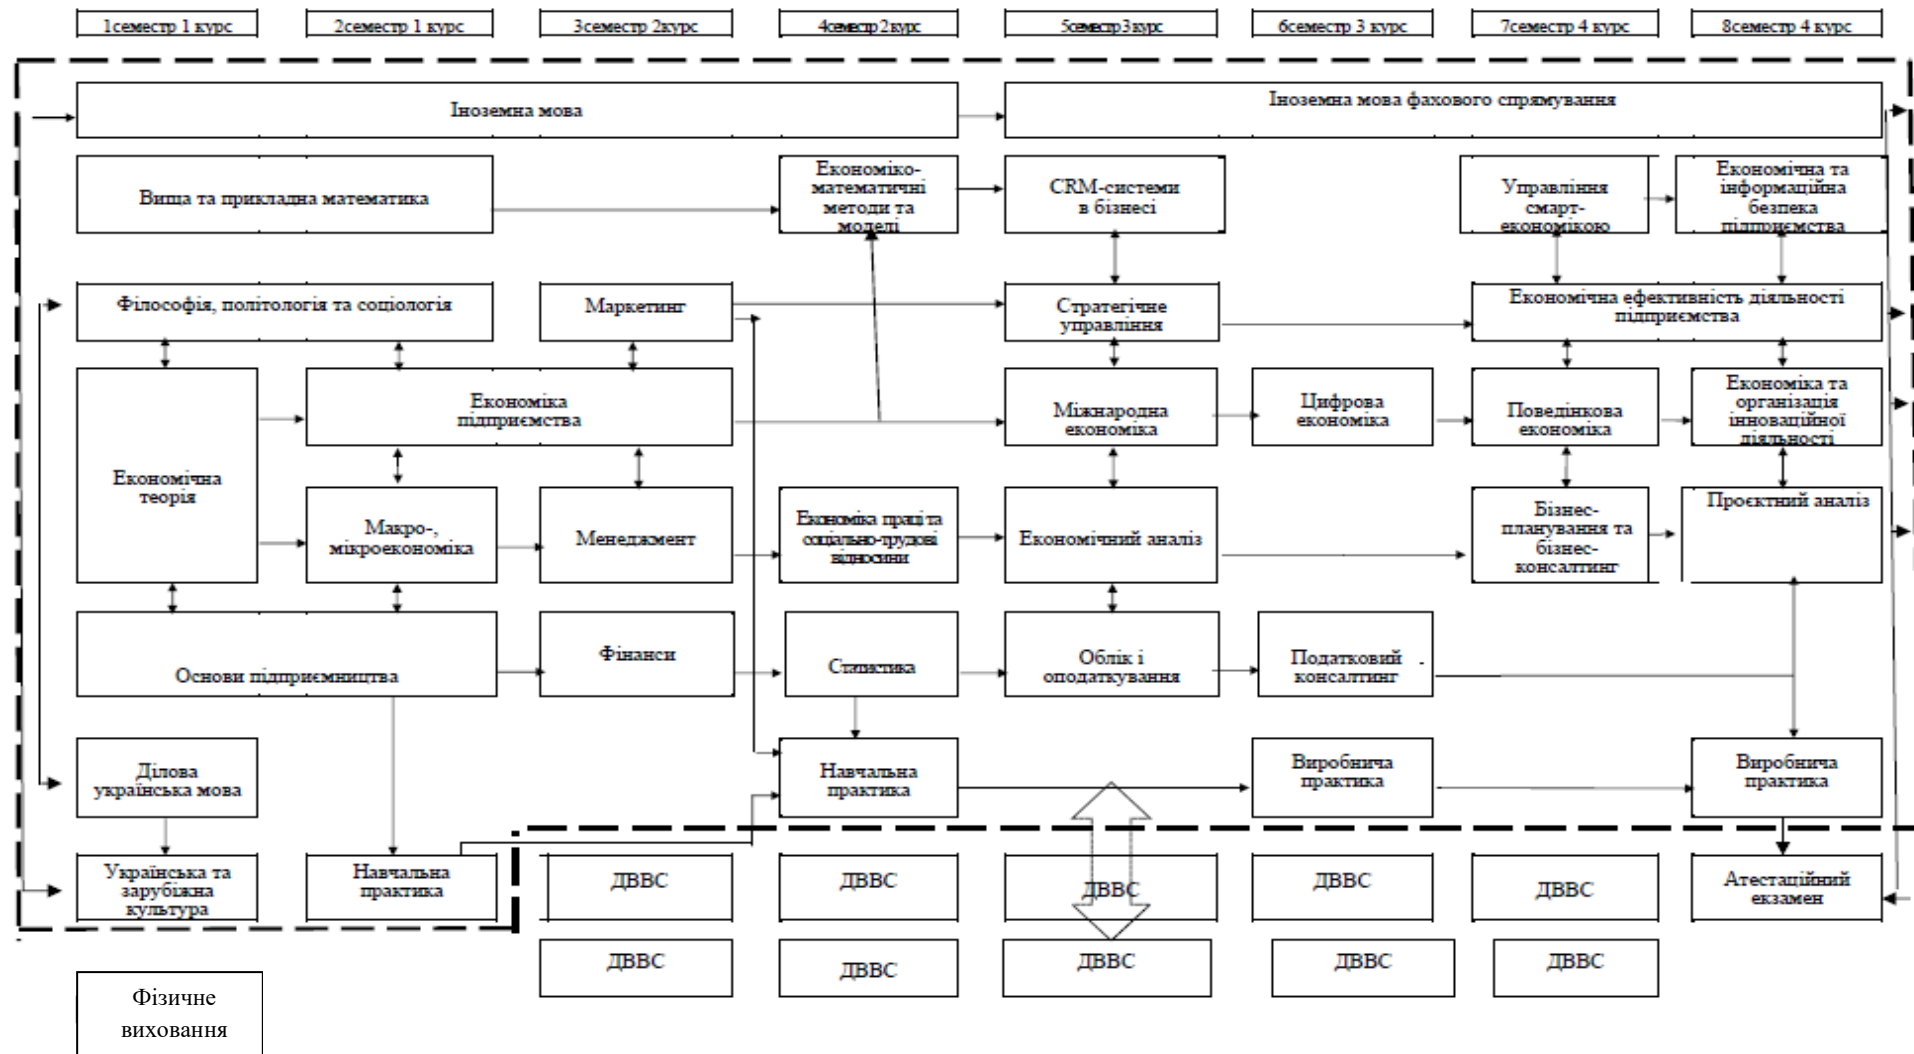 1семестр 1 курс
2семестр 1 курс
3семестр 2курс
4семестр 2 курс
5семестр 3 курс
6семестр 3 курс
7семестр 4 курс
8семестр 4 курс
Іноземна мова
Іноземна мова фахового спрямування
Вища та прикладна математика
Економіко-
математичні
методи та
моделі
CRM-системи
в бізнесі
Управління
смарт-
економікою
Економічна та
інформаційна
безпека
підприємства
Філософія, політологія та соціологія
Маркетинг
Стратегічне
управління
Економічна ефективність діяльності
підприємства
Економічна
теорія
Економіка
підприємства
Міжнародна
економіка
Цифрова
економіка
Поведінкова
економіка
Економіка та
організація
інноваційної
діяльності
Макро-,
мікроекономіка
Менеджмент
Економіка праці та
соціально-трудові
відносини
Економічний аналіз
Бізнес-
планування та
бізнес-
консалтинг
Проєктний аналіз
Основи підприємництва
Фінанси
Статистика
Облік і
оподаткування
Податковий
консалтинг
Ділова
українська мова
Навчальна
практика
Виробнича
практика
Виробнича
практика
Українська та
зарубіжна
культура
Навчальна
практика
ДВВС
ДВВС
ДВВС
ДВВС
ДВВС
Атестаційний
екзамен
ДВВС
ДВВС
ДВВС
ДВВС
ДВВС
Фізичне
виховання